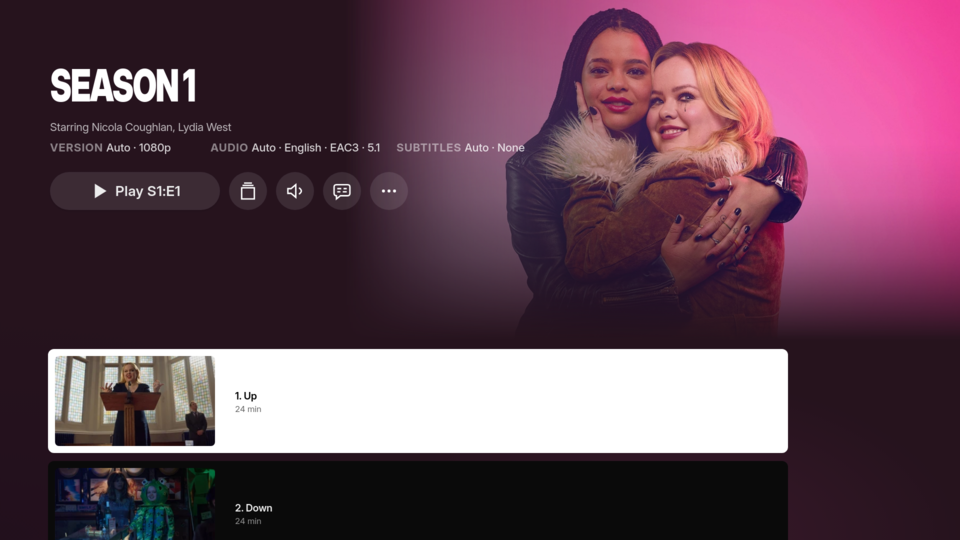 SEASON 1
Starring Nicola Coughlan, Lydia West
VERSION Auto · 1080p AUDIO Auto · English · EAC3 · 5.1 SUBTITLES Auto · None
Play S1:E1
1. Up
24 min
2. Down
24 min